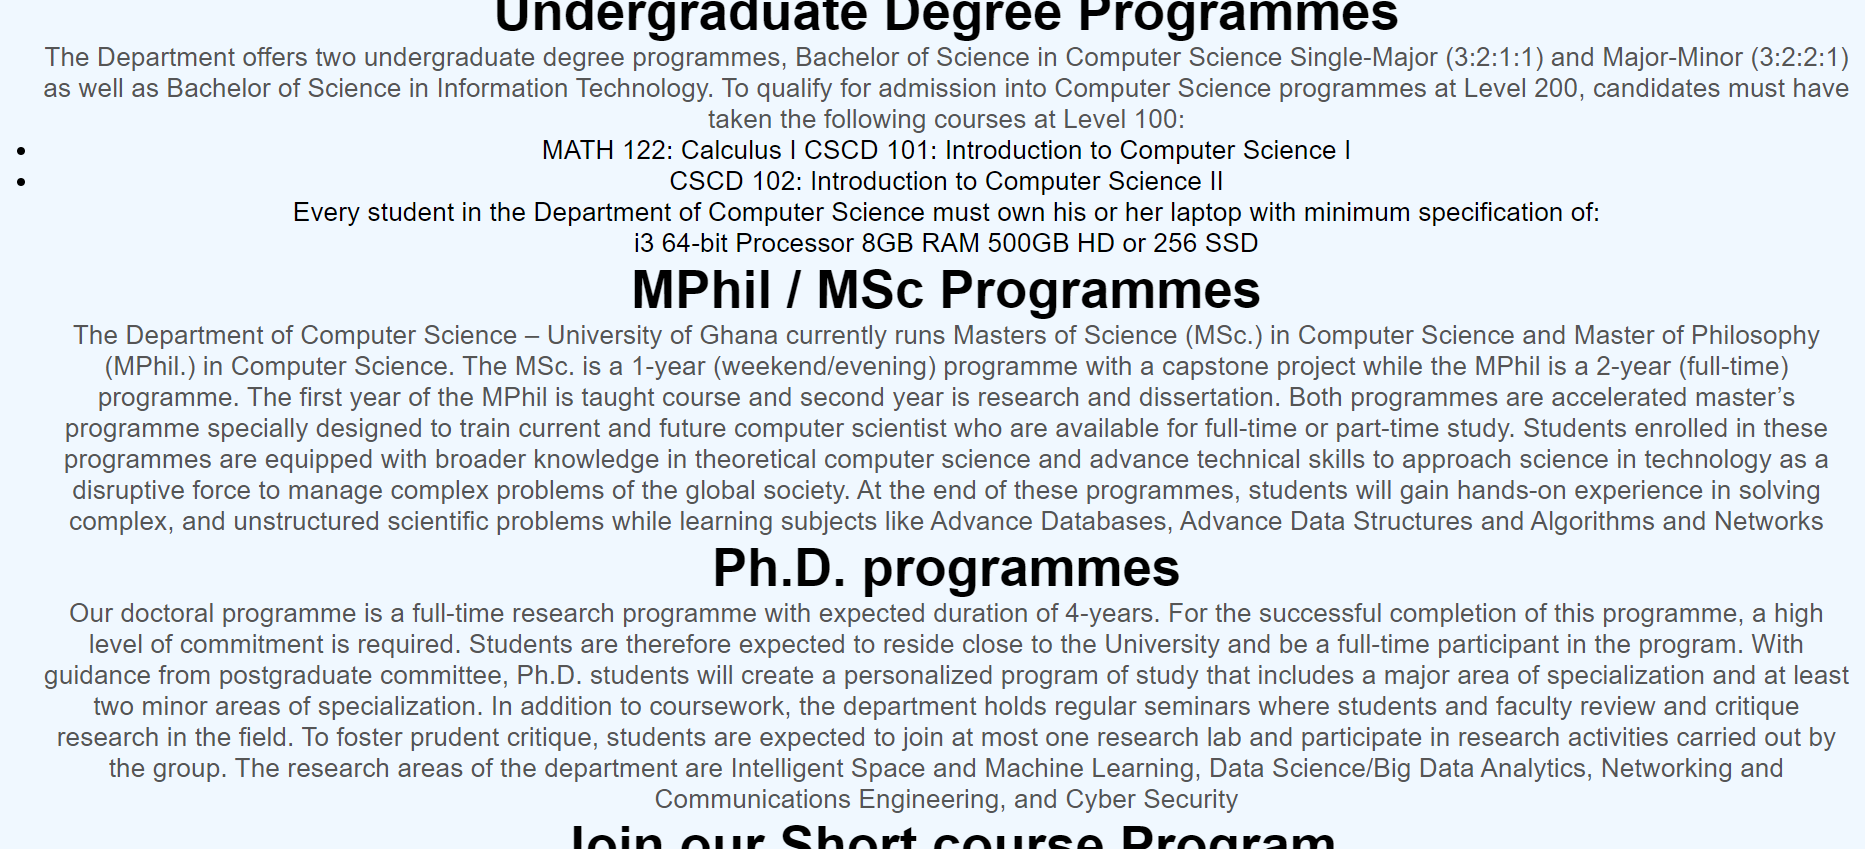 Undergraduate Degree Programmes
The Department offers two undergraduate degree programmes, Bachelor of Science in Computer Science Single-Major (3:2:1:1) and Major-Minor (3:2:2:1)
as well as Bachelor of Science in Information Technology. To qualify for admission into Computer Science programmes at Level 200, candidates must have
taken the following courses at Level 100:
• MATH 122: Calculus I CSCD 101: Introduction to Computer Science I
• CSCD 102: Introduction to Computer Science II
Every student in the Department of Computer Science must own his or her laptop with minimum specification of:
i3 64-bit Processor 8GB RAM 500GB HD or 256 SSD
MPhil / MSc Programmes
The Department of Computer Science – University of Ghana currently runs Masters of Science (MSc.) in Computer Science and Master of Philosophy
(MPhil.) in Computer Science. The MSc. is a 1-year (weekend/evening) programme with a capstone project while the MPhil is a 2-year (full-time)
programme. The first year of the MPhil is taught course and second year is research and dissertation. Both programmes are accelerated master’s
programme specially designed to train current and future computer scientist who are available for full-time or part-time study. Students enrolled in these
programmes are equipped with broader knowledge in theoretical computer science and advance technical skills to approach science in technology as a
disruptive force to manage complex problems of the global society. At the end of these programmes, students will gain hands-on experience in solving
complex, and unstructured scientific problems while learning subjects like Advance Databases, Advance Data Structures and Algorithms and Networks
Ph.D. programmes
Our doctoral programme is a full-time research programme with expected duration of 4-years. For the successful completion of this programme, a high
level of commitment is required. Students are therefore expected to reside close to the University and be a full-time participant in the program. With
guidance from postgraduate committee, Ph.D. students will create a personalized program of study that includes a major area of specialization and at least
two minor areas of specialization. In addition to coursework, the department holds regular seminars where students and faculty review and critique
research in the field. To foster prudent critique, students are expected to join at most one research lab and participate in research activities carried out by
the group. The research areas of the department are Intelligent Space and Machine Learning, Data Science/Big Data Analytics, Networking and
Communications Engineering, and Cyber Security
Join our Short course Program